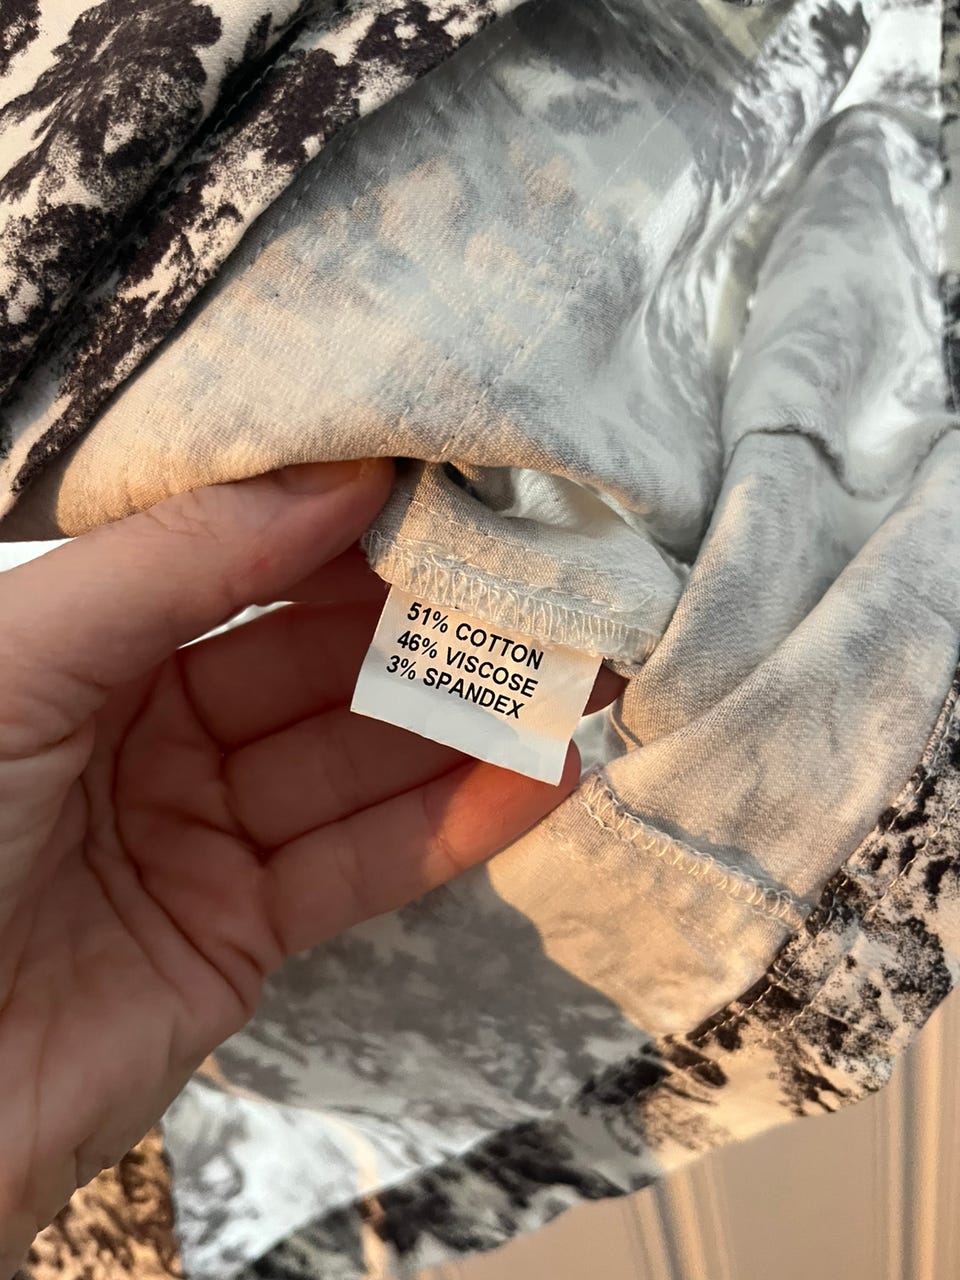 51% COTTON
46% VISCOSE
3% SPANDEX